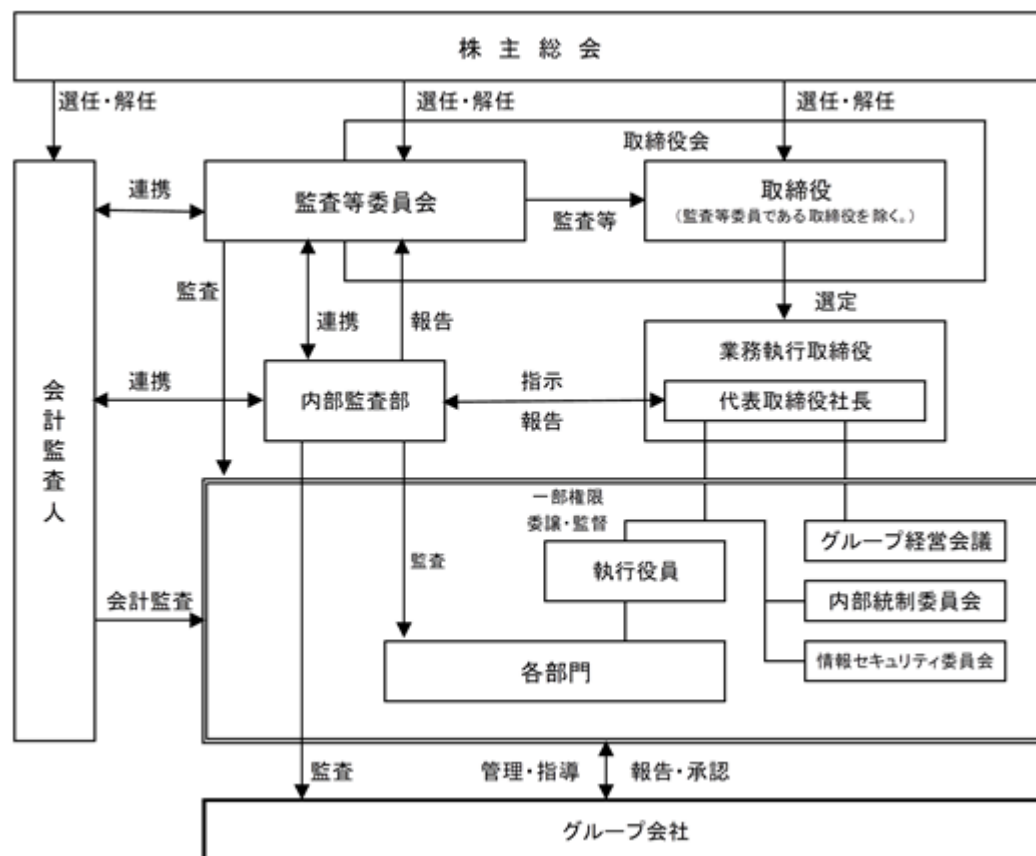 株 主 総 会
選任・解任
選任・解任
選任・解任
取締役会
連携
監査等委員会
監査等
取締役
（監査等委員である取締役を除く。）
監査
連携
報告
選定
業務執行取締役
代表取締役社長
会計監査人
連携
内部監査部
指示
報告
一部権限
委譲・監督
監査
執行役員
グループ経営会議
内部統制委員会
情報セキュリティ委員会
会計監査
各部門
監査
管理・指導
報告・承認
グループ会社